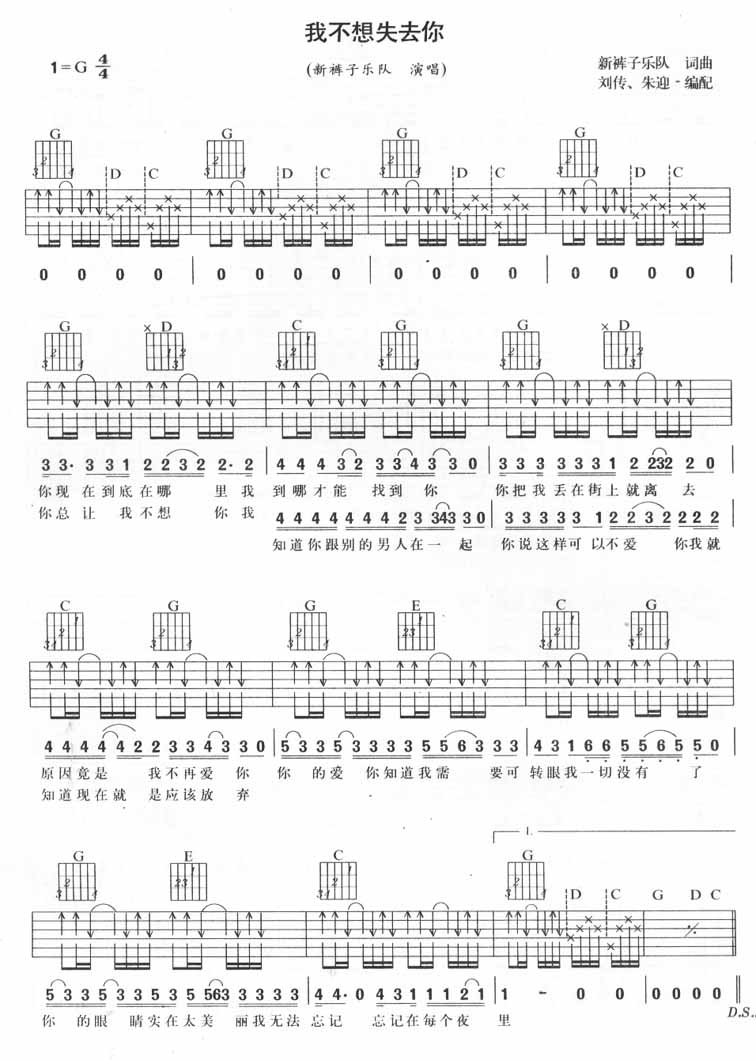 我不想失去你
1=G 4/4
(新裤子乐队 演唱)
新裤子乐队 词曲
刘传、朱迎-编配
G D C G D C G D C G D C
0 0 0 0 | 0 0 0 0 | 0 0 0 0 | 0 0 0 0 |
G × D C G G × D
3 3· 3 3 1 2 2 3 2 2· 2 | 4 4 4 3 2 3 3 4 3 3 0 | 3 3 3 3 3 3 1 2 2 3 2 2 0 |
你现在到底在哪 里我 到哪才能 找到 你 你把我丢在街上就离 去
你总让 我不想 你我
4 4 4 4 4 4 4 2 3 3 4 3 3 0 | 3 3 3 3 3 1 2 2 2 3 2 2 2 2 |
知道你跟别的男人在一 起 你说这样可以不爱 你我就
C G G E C G
4 4 4 4 4 4 2 2 3 3 4 3 3 3 0 | 5 3 3 5 3 3 3 5 5 5 6 3 3 3 | 4 3 1 6 6 5 5 6 5 5 0 |
原因竟是 我不再爱你 你 的爱 你知道我需 要可 转眼我一切没有 了
知道现在就 是应该放 弃
1.
G E C G D C G D C
5 3 3 5 3 3 5 3 5 5 6 3 5 3 5 3 | 4 4· 0 4 3 1 1 1 2 1 | 1 - 0 0 | 0 0 0 0 ‖
你 的眼 睛实在太美 丽我无法 忘记 忘记在每个夜 里
D.S.